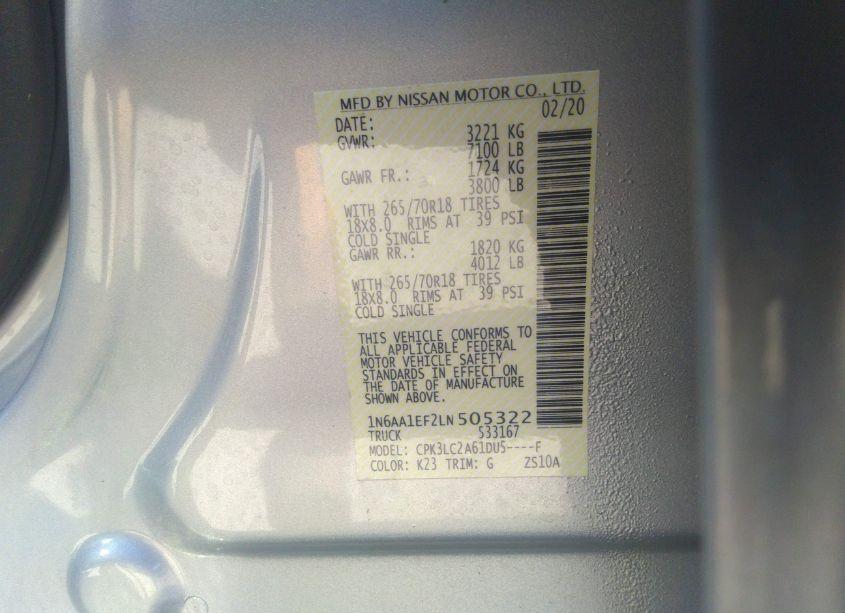 MFD BY NISSAN MOTOR CO., LTD.
DATE: 02/20
GVWR: 3221 KG
7100 LB
GAWR FR.: 1724 KG
3800 LB
WITH 265/70R18 TIRES
18X8.0 RIMS AT 39 PSI
COLD SINGLE
GAWR RR.: 1820 KG
4012 LB
WITH 265/70R18 TIRES
18X8.0 RIMS AT 39 PSI
COLD SINGLE
THIS VEHICLE CONFORMS TO
ALL APPLICABLE FEDERAL
MOTOR VEHICLE SAFETY
STANDARDS IN EFFECT ON
THE DATE OF MANUFACTURE
SHOWN ABOVE.
1N6AA1EF2LN505322
TRUCK 533167
MODEL: CPK3LC2A61DU5----F
COLOR: K23 TRIM: G ZS10A